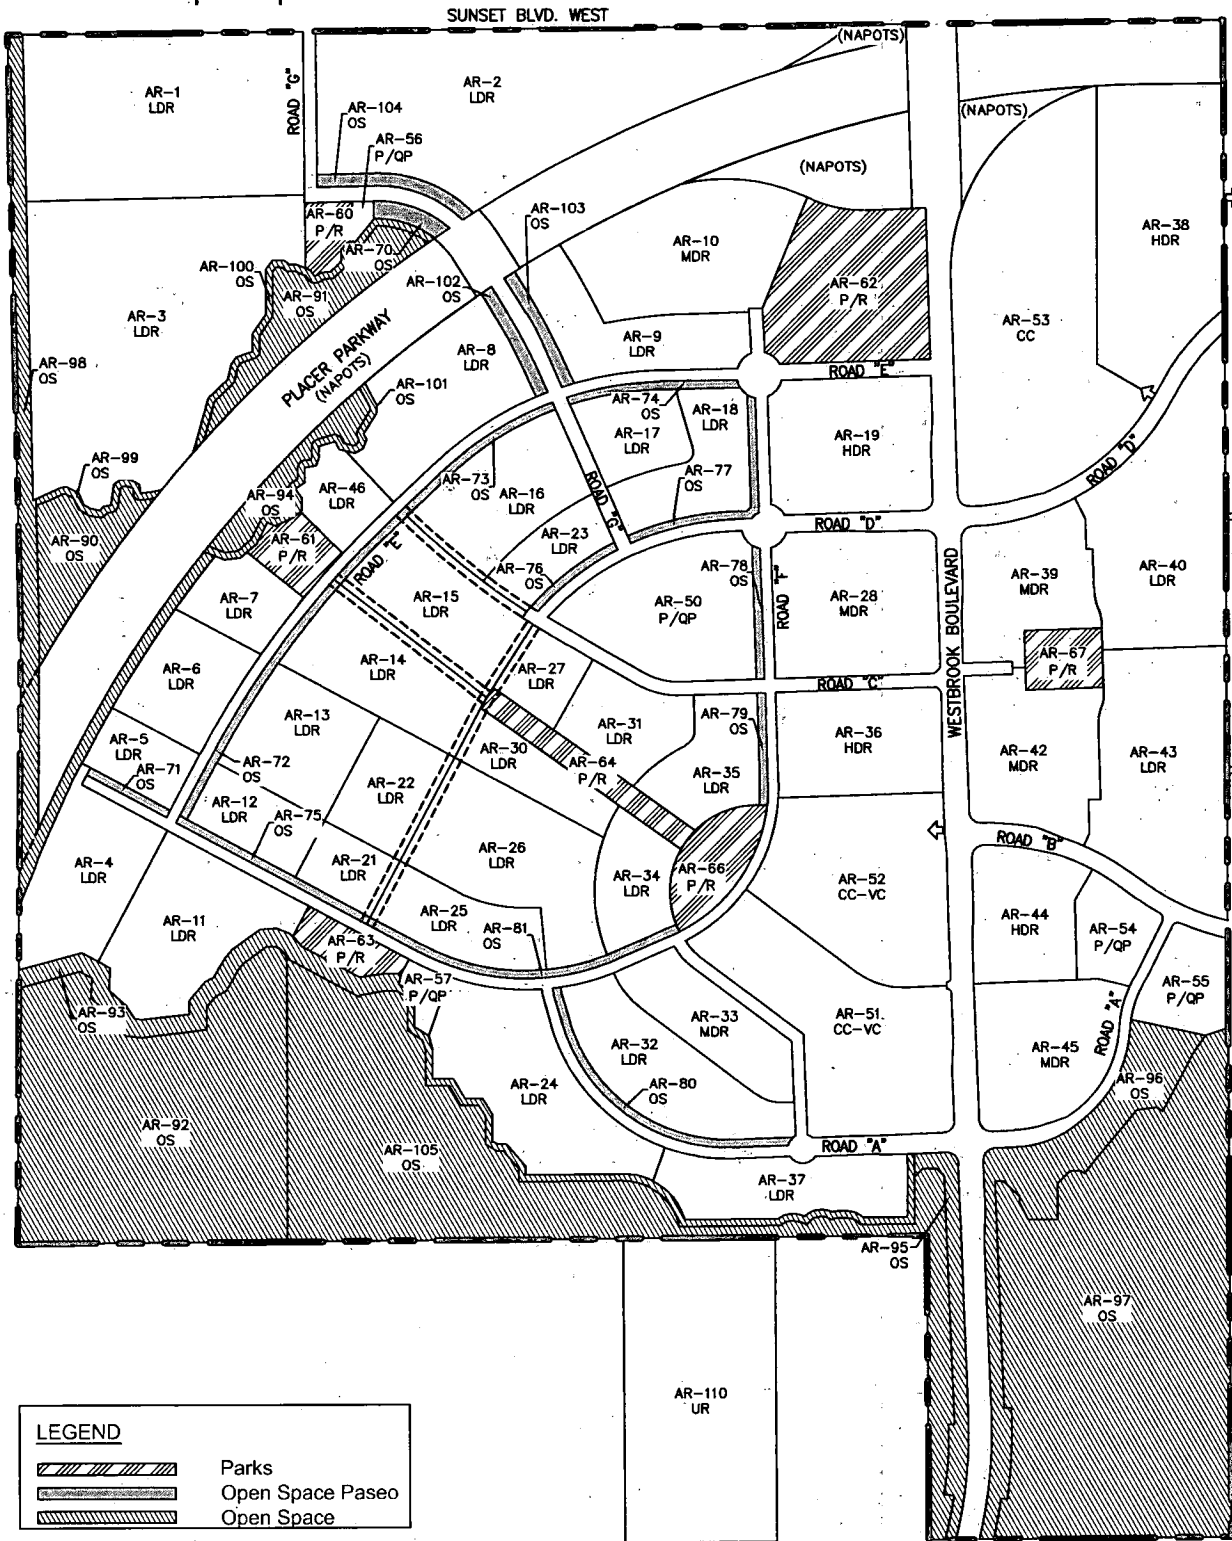 SUNSET BLVD. WEST
(NAPOTS)
AR-1
LDR
ROAD "G"
AR-2
LDR
AR-104
OS
AR-56
P/QP
(NAPOTS)
(NAPOTS)
AR-103
OS
AR-60
P/R
AR-38
HDR
AR-70
OS
AR-10
MDR
AR-100
OS
AR-102
OS
AR-62
P/R
AR-91
OS
AR-3
LDR
AR-53
CC
AR-9
LDR
AR-8
LDR
PLACER PARKWAY
(NAPOTS)
AR-98
OS
ROAD "E"
AR-101
OS
AR-74
OS
AR-18
LDR
AR-17
LDR
AR-19
HDR
ROAD "D"
AR-99
OS
AR-77
OS
AR-73
OS
AR-46
LDR
AR-16
LDR
ROAD "G"
AR-94
OS
ROAD "D"
AR-90
OS
AR-61
P/R
ROAD "E"
AR-23
LDR
AR-76
OS
AR-78
OS
ROAD "F"
AR-39
MDR
AR-40
LDR
AR-7
LDR
AR-15
LDR
AR-50
P/QP
AR-28
MDR
WESTBROOK BOULEVARD
AR-67
P/R
AR-6
LDR
AR-14
LDR
AR-27
LDR
ROAD "C"
AR-13
LDR
AR-31
LDR
AR-79
OS
AR-36
HDR
AR-5
LDR
AR-71
OS
AR-72
OS
AR-30
LDR
AR-64
P/R
AR-42
MDR
AR-43
LDR
AR-35
LDR
AR-22
LDR
AR-12
LDR
AR-75
OS
ROAD "B"
AR-4
LDR
AR-21
LDR
AR-26
LDR
AR-34
LDR
AR-66
P/R
AR-52
CC-VC
AR-11
LDR
AR-25
LDR
AR-81
OS
AR-44
HDR
AR-54
P/QP
AR-63
P/R
AR-57
P/QP
AR-55
P/QP
AR-93
OS
AR-33
MDR
AR-51
CC-VC
ROAD "A"
AR-32
LDR
AR-45
MDR
AR-24
LDR
AR-80
OS
AR-96
OS
AR-92
OS
AR-105
OS
ROAD "A"
AR-37
LDR
AR-95
OS
AR-97
OS
AR-110
UR
LEGEND
Parks
Open Space Paseo
Open Space